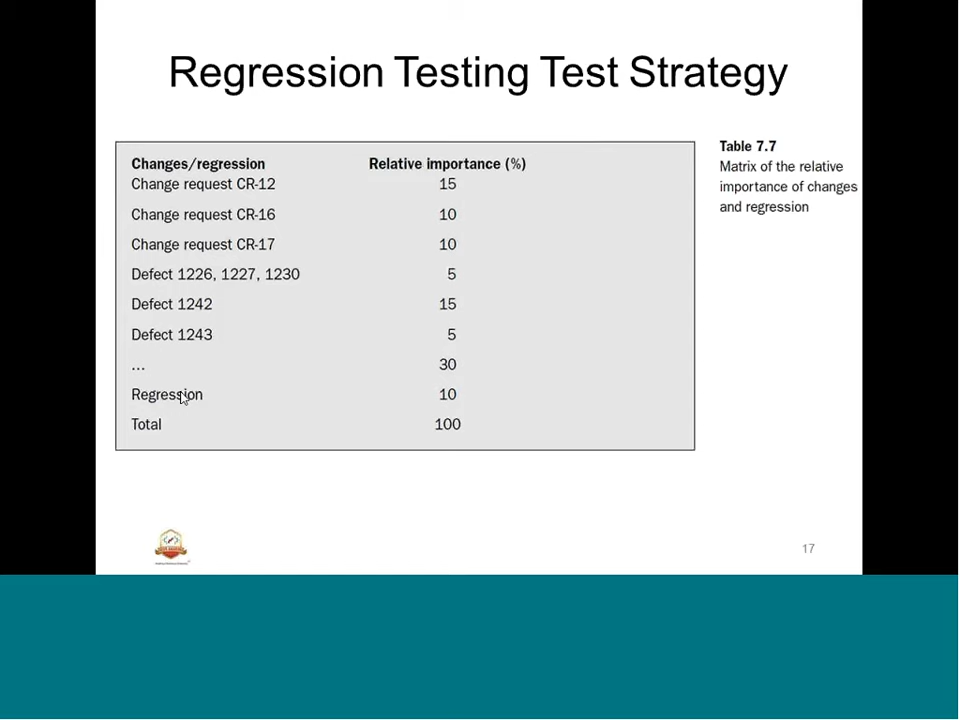 Regression Testing Test Strategy
Changes/regression Relative importance (%)
Change request CR-12 15
Change request CR-16 10
Change request CR-17 10
Defect 1226, 1227, 1230 5
Defect 1242 15
Defect 1243 5
... 30
Regression 10
Total 100
Table 7.7
Matrix of the relative
importance of changes
and regression
17